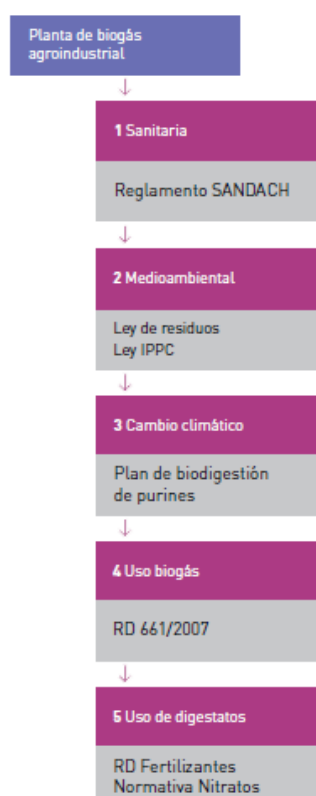 Planta de biogás
agroindustrial
1 Sanitaria
Reglamento SANDACH
2 Medioambiental
Ley de residuos
Ley IPPC
3 Cambio climático
Plan de biodigestión
de purines
4 Uso biogás
RD 661/2007
5 Uso de digestatos
RD Fertilizantes
Normativa Nitratos